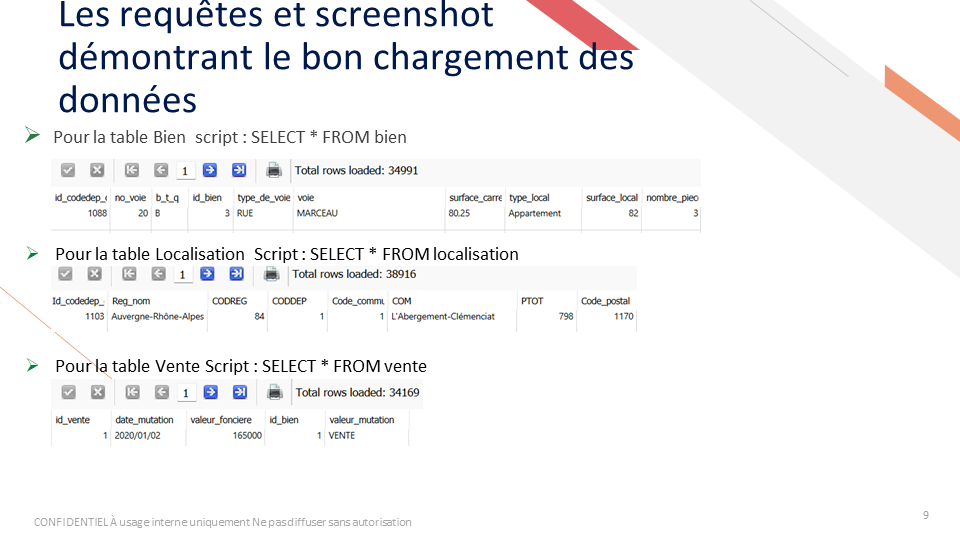 Les requêtes et screenshot
démontrant le bon chargement des
données
Pour la table Bien script : SELECT * FROM bien
1 Total rows loaded: 34991
id_codedep_c no_voie b_t_q id_bien type_de_voie voie surface_carre type_local surface_local nombre_piec
1088 20 B 3 RUE MARCEAU 80,25 Appartement 82 3
Pour la table Localisation Script : SELECT * FROM localisation
1 Total rows loaded: 38916
Id_codedep_ Reg_nom CODREG CODDEP Code_commu COM PTOT Code_postal
1103 Auvergne-Rhône-Alpes 84 1 1 L'Abergement-Clémenciat 798 1170
Pour la table Vente Script : SELECT * FROM vente
1 Total rows loaded: 34169
id_vente date_mutation valeur_fonciere id_bien valeur_mutation
1 2020/01/02 165000 1 VENTE
CONFIDENTIEL À usage interne uniquement Ne pas diffuser sans autorisation
9